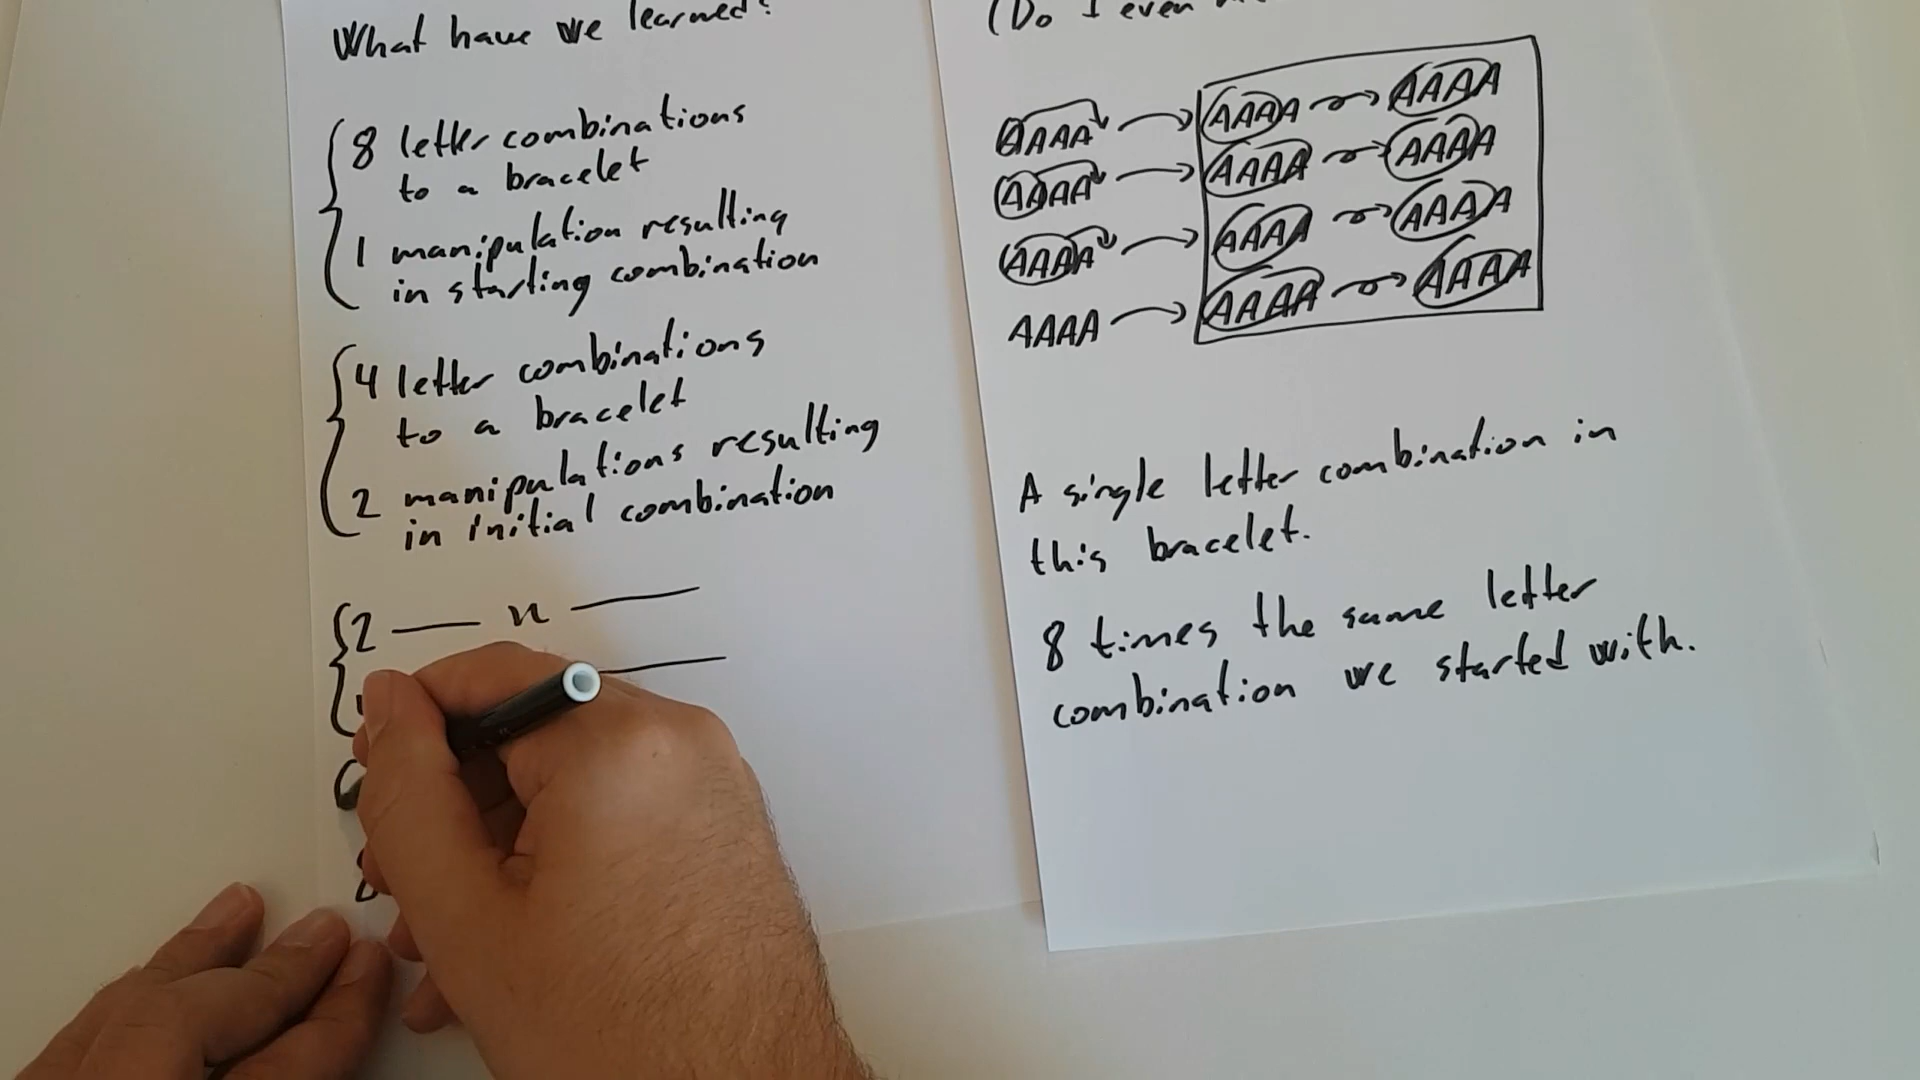 What have we learned?
8 letter combinations
to a bracelet
1 manipulation resulting
in starting combination
4 letter combinations
to a bracelet
2 manipulations resulting
in initial combination
2 — n —
(Do I even
AAAA → AAAA → AAAA
AAAA → AAAA → AAAA
AAAA → AAAA → AAAA
AAAA → AAAA → AAAA
A single letter combination in
this bracelet.
8 times the same letter
combination we started with.